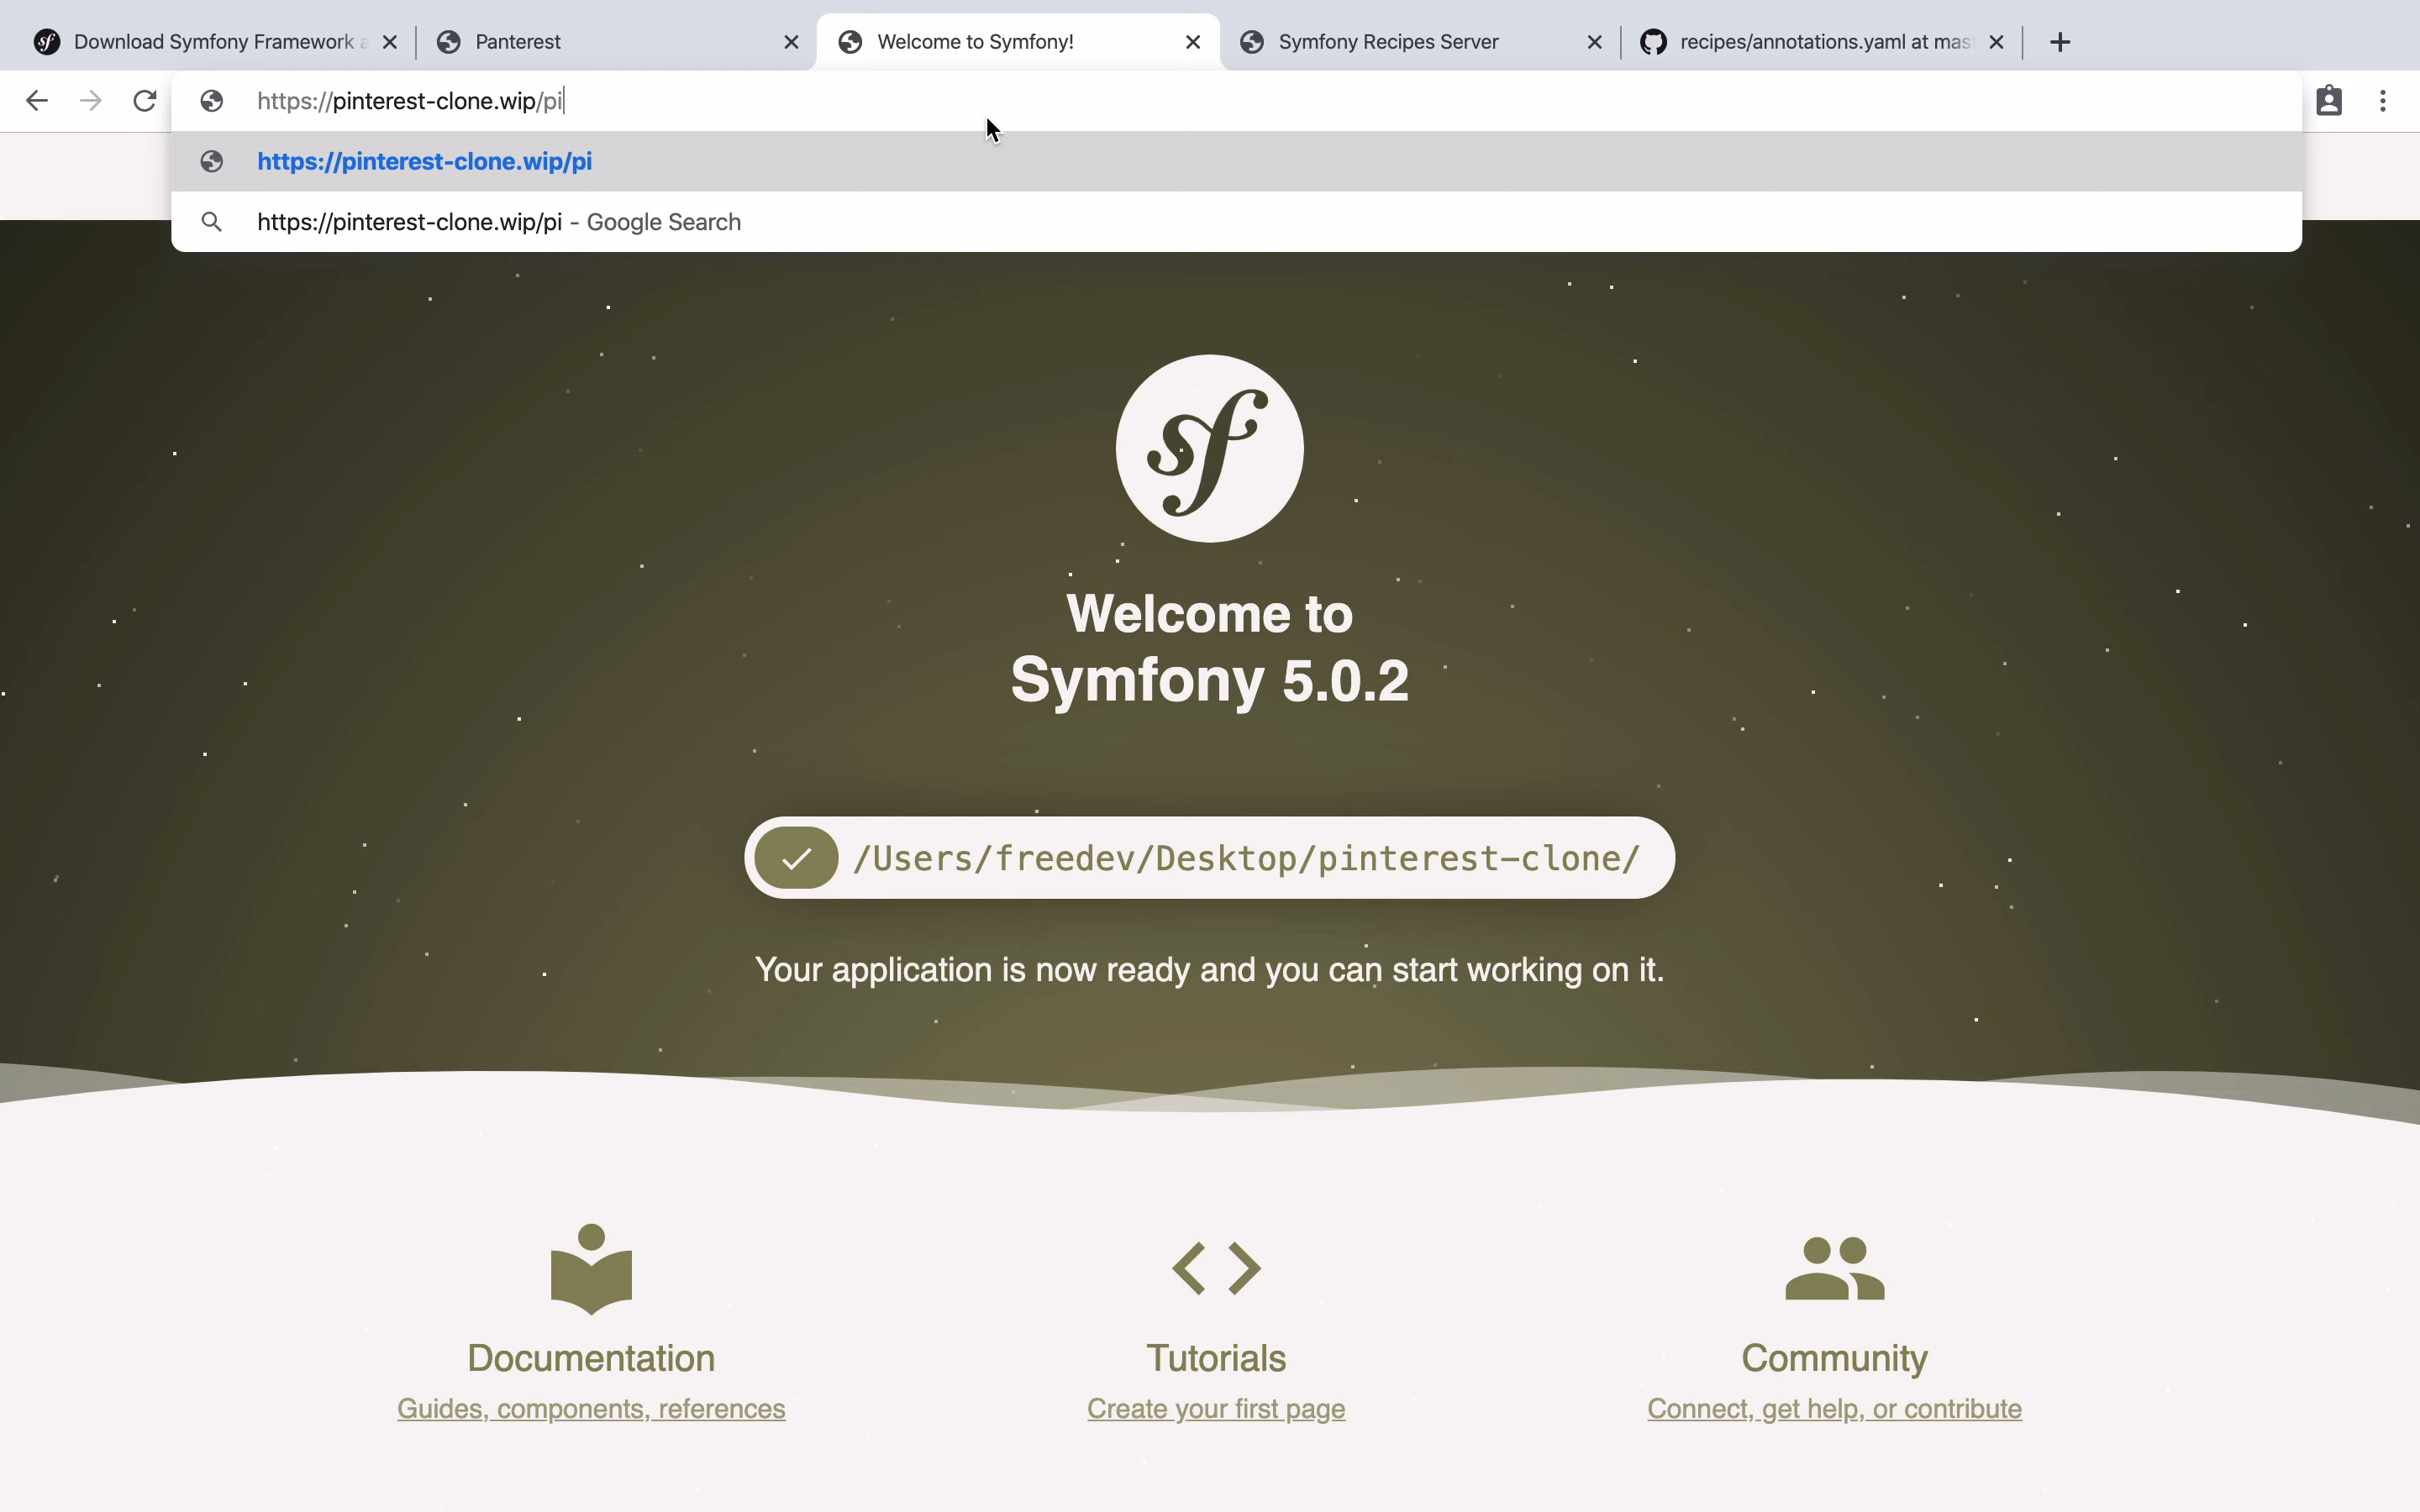 Download Symfony Framework a
Panterest
Welcome to Symfony!
Symfony Recipes Server
recipes/annotations.yaml at mast
https://pinterest-clone.wip/pi
https://pinterest-clone.wip/pi
https://pinterest-clone.wip/pi - Google Search
sf
Welcome to
Symfony 5.0.2
/Users/freedev/Desktop/pinterest-clone/
Your application is now ready and you can start working on it.
Documentation
Guides, components, references
Tutorials
Create your first page
Community
Connect, get help, or contribute